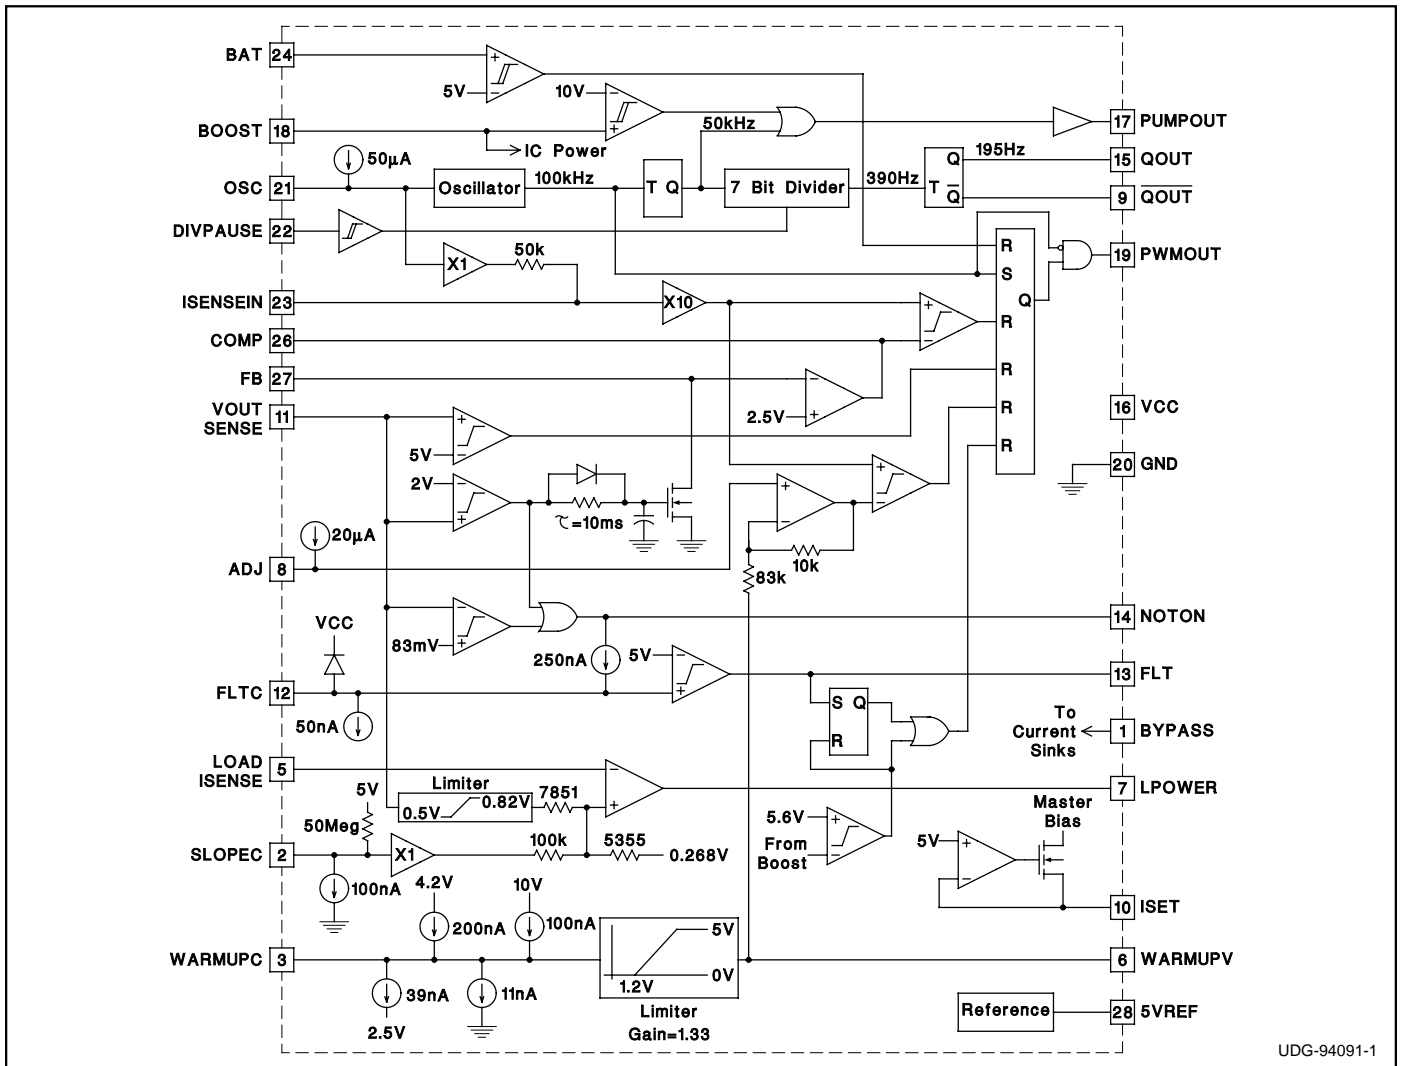 BAT 24
5V
10V
BOOST 18
IC Power
50kHz
17 PUMPOUT
50µA
OSC 21
Oscillator
100kHz
T Q
7 Bit Divider
390Hz
T Q Q
195Hz
15 QOUT
9 QOUT
DIVPAUSE 22
X1
50k
R
S
Q
R
R
R
R
19 PWMOUT
ISENSEIN 23
X10
COMP 26
FB 27
2.5V
VOUT
SENSE 11
5V
16 VCC
2V
τ=10ms
20 GND
20µA
ADJ 8
10k
83k
83mV
14 NOTON
VCC
250nA
5V
FLTC 12
50nA
13 FLT
S Q
R
To
Current
Sinks
1 BYPASS
LOAD
ISENSE 5
Limiter
0.5V 0.82V
7851
7 LPOWER
5V
50Meg
SLOPEC 2
X1
100k
5355
0.268V
100nA
5.6V
From
Boost
Master
Bias
5V
10 ISET
4.2V
200nA
10V
100nA
WARMUPC 3
39nA
2.5V
11nA
5V
0V
1.2V
Limiter
Gain=1.33
6 WARMUPV
Reference
28 5VREF
UDG-94091-1